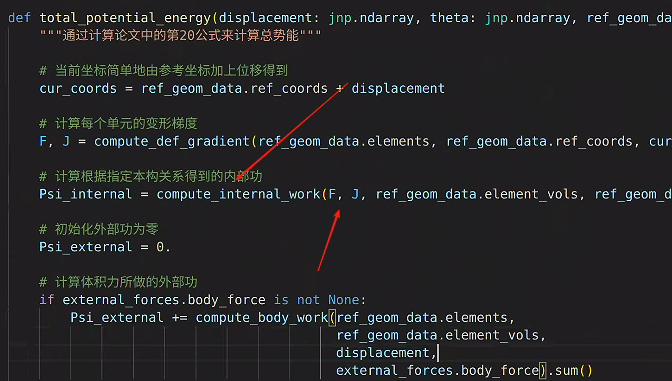 def total_potential_energy(displacement: jnp.ndarray, theta: jnp.ndarray, ref_geom_da
"""通过计算论文中的第20公式来计算总势能"""
# 当前坐标简单地由参考坐标加上位移得到
cur_coords = ref_geom_data.ref_coords + displacement
# 计算每个单元的变形梯度
F, J = compute_def_gradient(ref_geom_data.elements, ref_geom_data.ref_coords, cur
# 计算根据指定本构关系得到的内部功
Psi_internal = compute_internal_work(F, J, ref_geom_data.element_vols, ref_geom_d
# 初始化外部功为零
Psi_external = 0.
# 计算体积力所做的外部功
if external_forces.body_force is not None:
Psi_external += compute_body_work(ref_geom_data.elements,
ref_geom_data.element_vols,
displacement,
external_forces.body_force).sum()